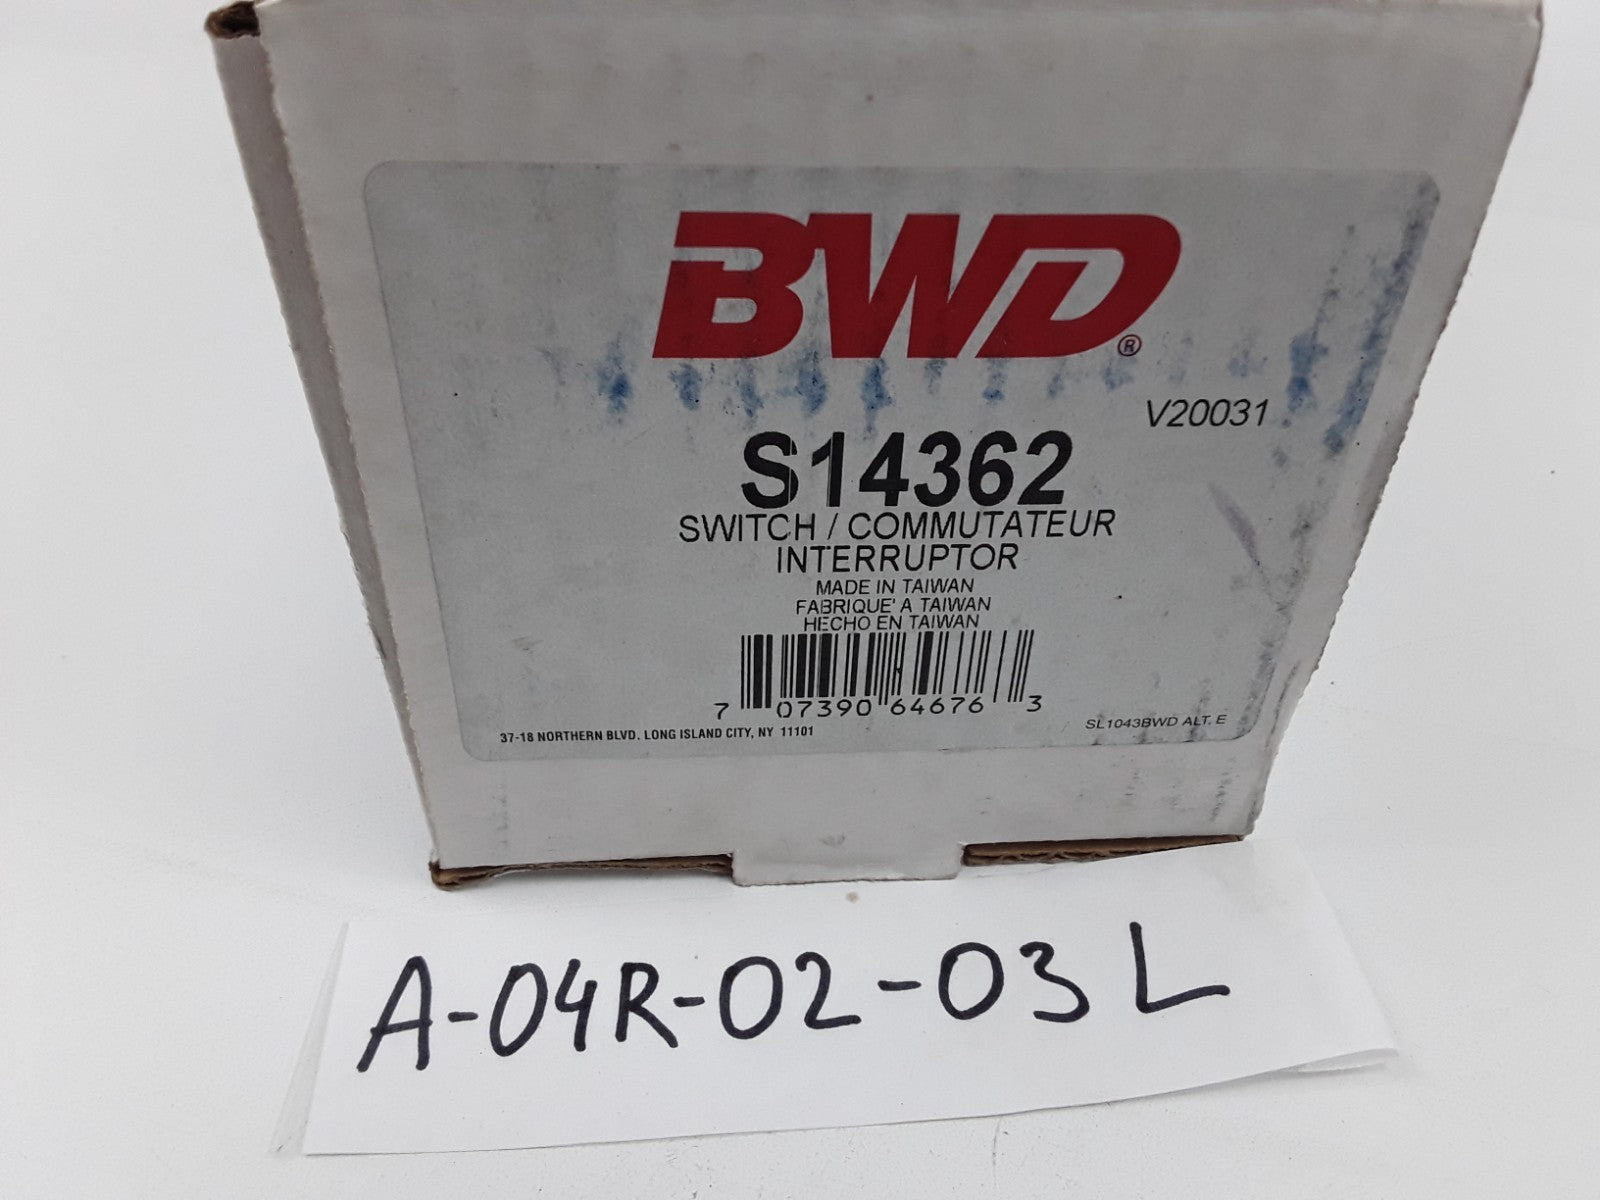 BWD®
V20031
S14362
SWITCH / COMMUTATEUR
INTERRUPTOR
MADE IN TAIWAN
FABRIQUE' A TAIWAN
HECHO EN TAIWAN
7 07390 64676 3
37-18 NORTHERN BLVD. LONG ISLAND CITY, NY 11101
SL1043BWD ALT. E
A-04R-02-03 L